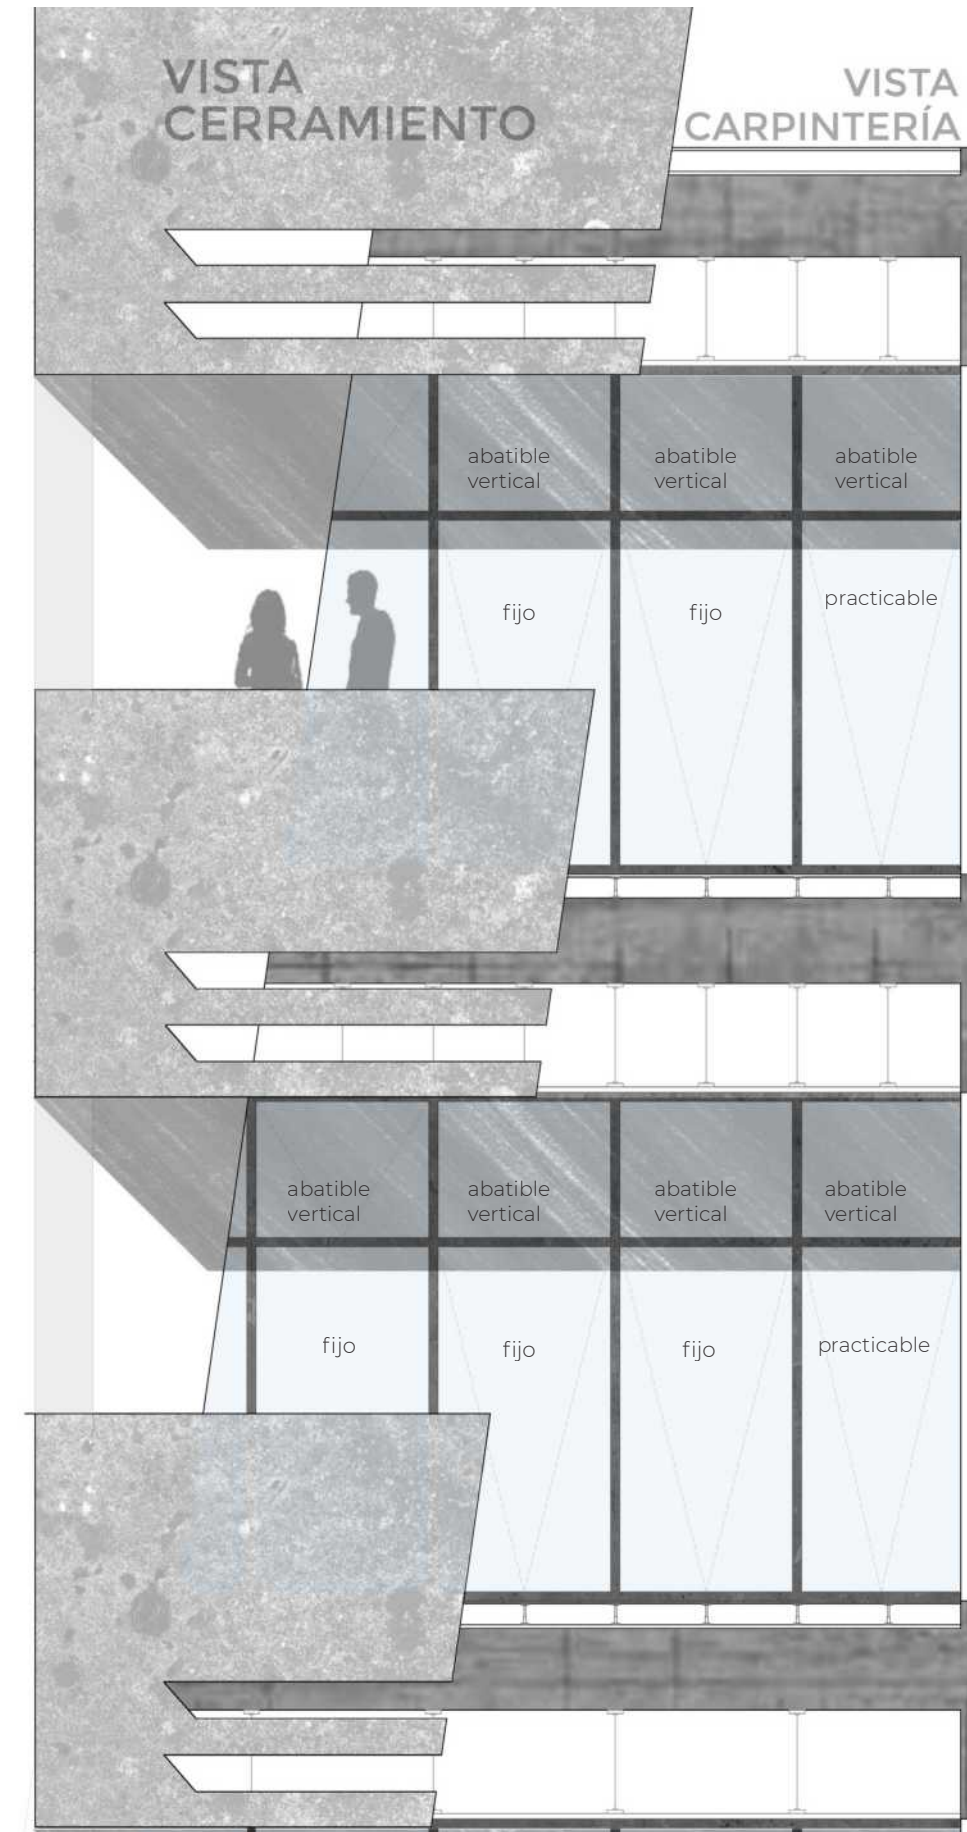 VISTA
CERRAMIENTO
VISTA
CARPINTERÍA
abatible
vertical
abatible
vertical
abatible
vertical
fijo
fijo
practicable
abatible
vertical
abatible
vertical
abatible
vertical
abatible
vertical
fijo
fijo
fijo
practicable